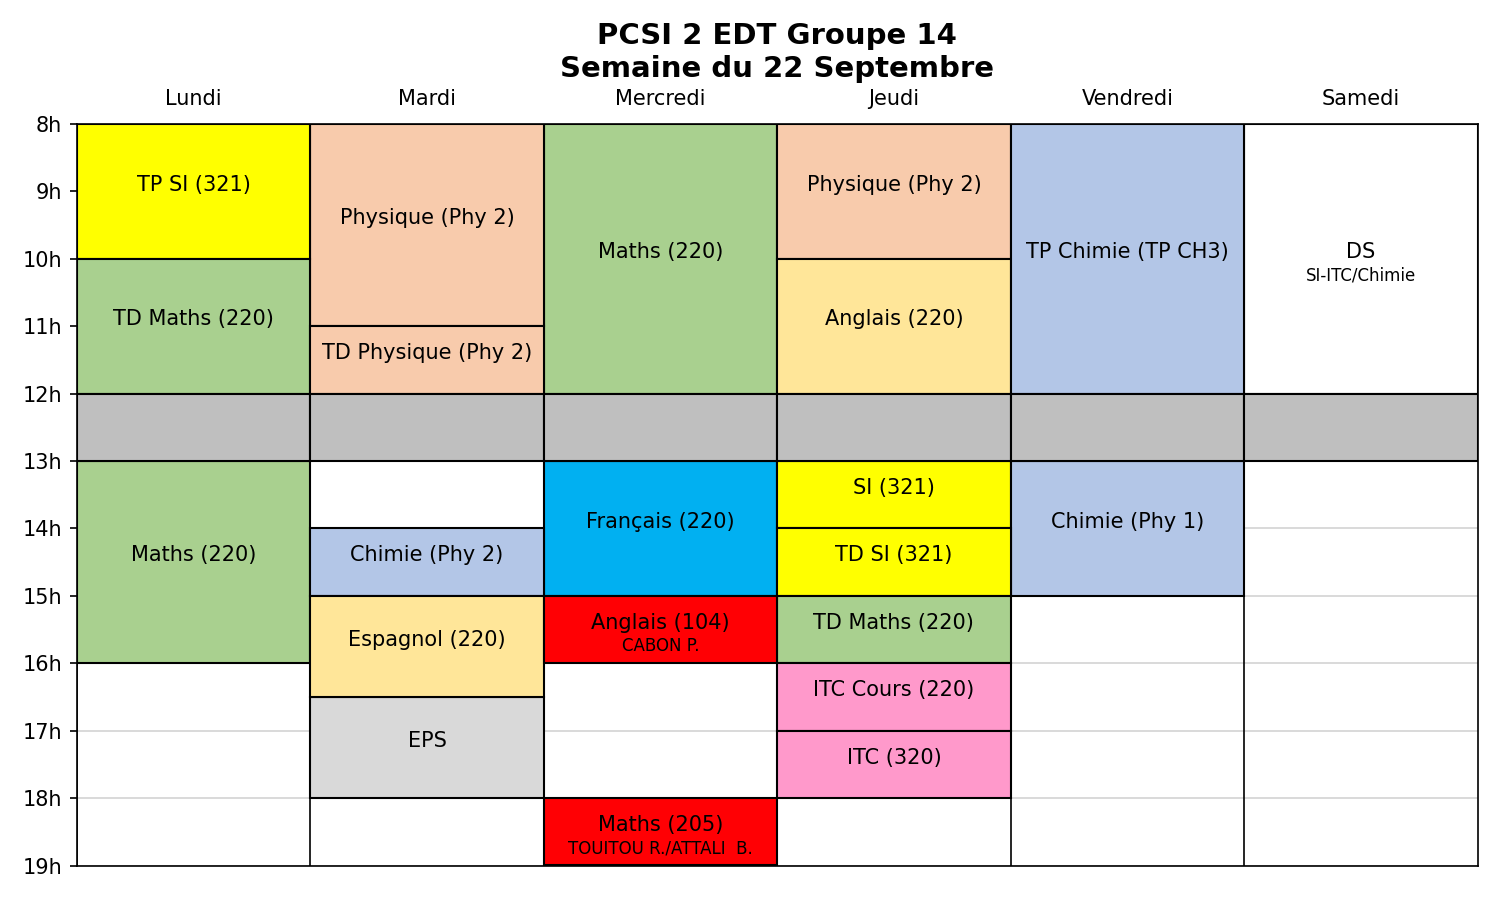 PCSI 2 EDT Groupe 14
Semaine du 22 Septembre
Lundi
Mardi
Mercredi
Jeudi
Vendredi
Samedi
8h
9h
10h
11h
12h
13h
14h
15h
16h
17h
18h
19h
TP SI (321)
TD Maths (220)
Maths (220)
Physique (Phy 2)
TD Physique (Phy 2)
Chimie (Phy 2)
Espagnol (220)
EPS
Maths (220)
Français (220)
Anglais (104)
CABON P.
Maths (205)
TOUITOU R./ATTALI  B.
Physique (Phy 2)
Anglais (220)
SI (321)
TD SI (321)
TD Maths (220)
ITC Cours (220)
ITC (320)
TP Chimie (TP CH3)
Chimie (Phy 1)
DS
SI-ITC/Chimie